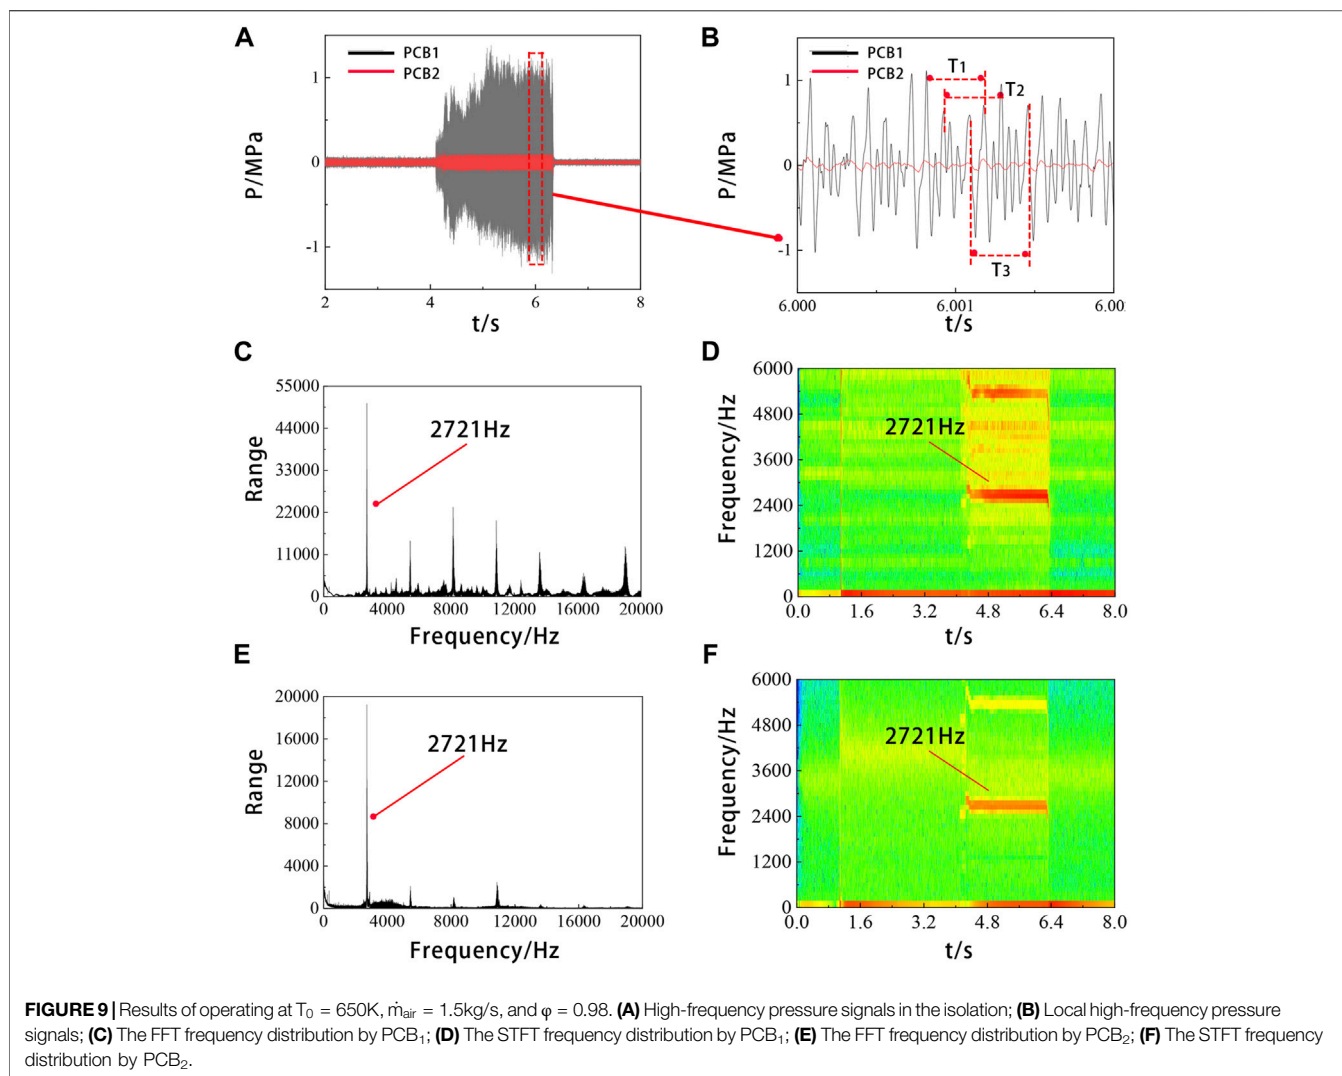 A
PCB1
PCB2
P/MPa
1
0
-1
2
4
6
8
t/s
B
PCB1
PCB2
T1
T2
T3
P/MPa
1
0
-1
6.000
6.001
6.00
t/s
C
Range
55000
44000
33000
22000
11000
0
2721Hz
0
4000
8000
12000
16000
20000
Frequency/Hz
D
Frequency/Hz
6000
4800
3600
2400
1200
0
2721Hz
0.0
1.6
3.2
4.8
6.4
8.0
t/s
E
Range
20000
16000
12000
8000
4000
0
2721Hz
0
4000
8000
12000
16000
20000
Frequency/Hz
F
Frequency/Hz
6000
4800
3600
2400
1200
0
2721Hz
0.0
1.6
3.2
4.8
6.4
8.0
t/s
FIGURE 9 | Results of operating at T₀ = 650K, ṁair = 1.5kg/s, and φ = 0.98. (A) High-frequency pressure signals in the isolation; (B) Local high-frequency pressure
signals; (C) The FFT frequency distribution by PCB₁; (D) The STFT frequency distribution by PCB₁; (E) The FFT frequency distribution by PCB₂; (F) The STFT frequency
distribution by PCB₂.